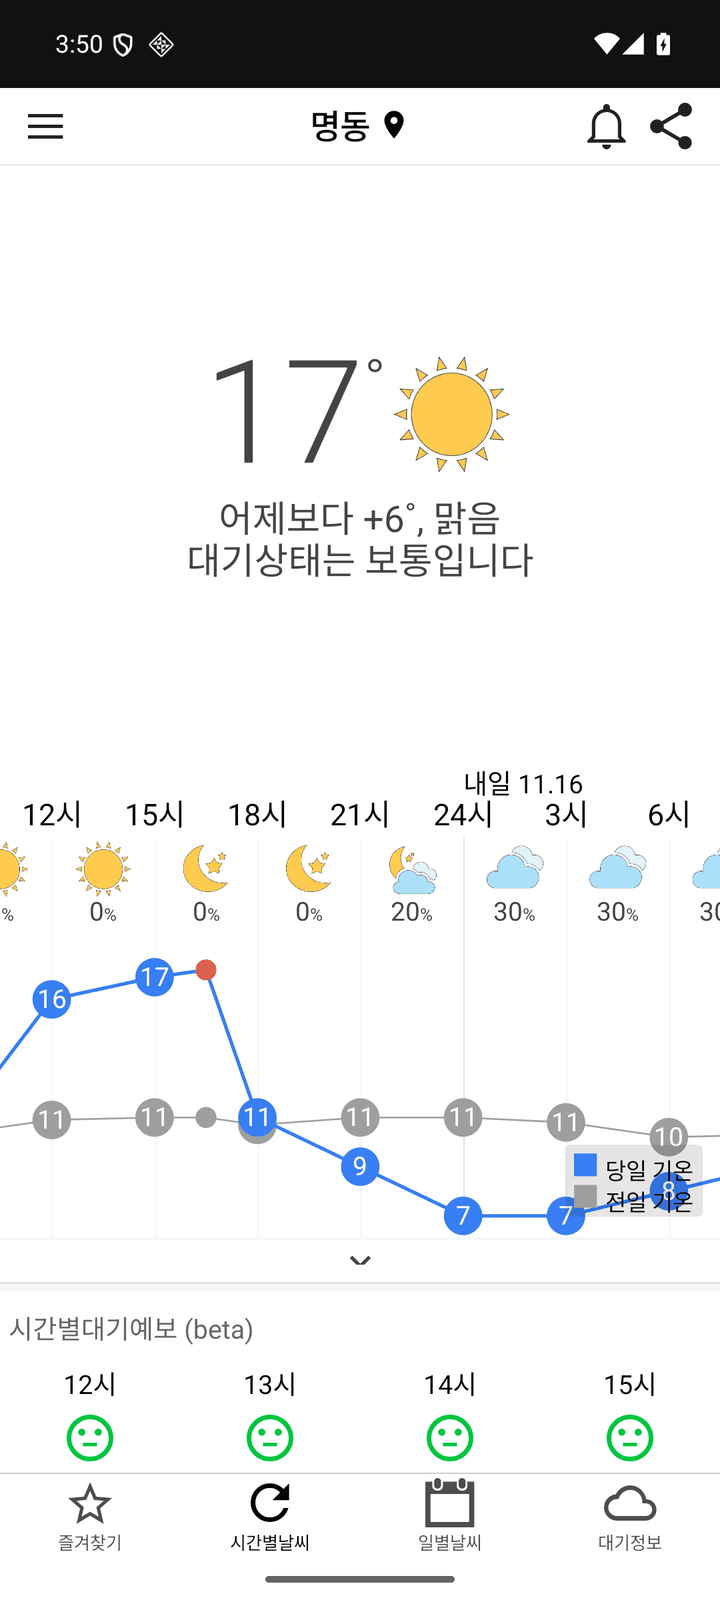 3:50
명동
17°
어제보다 +6°, 맑음
대기상태는 보통입니다
내일 11.16
12시 15시 18시 21시 24시 3시 6시
% 0% 0% 0% 20% 30% 30% 30
16 17 11 9 7 7 8
11 11 11 11 11 10
당일 기온
전일 기온
시간별대기예보 (beta)
12시 13시 14시 15시
즐겨찾기 시간별날씨 일별날씨 대기정보